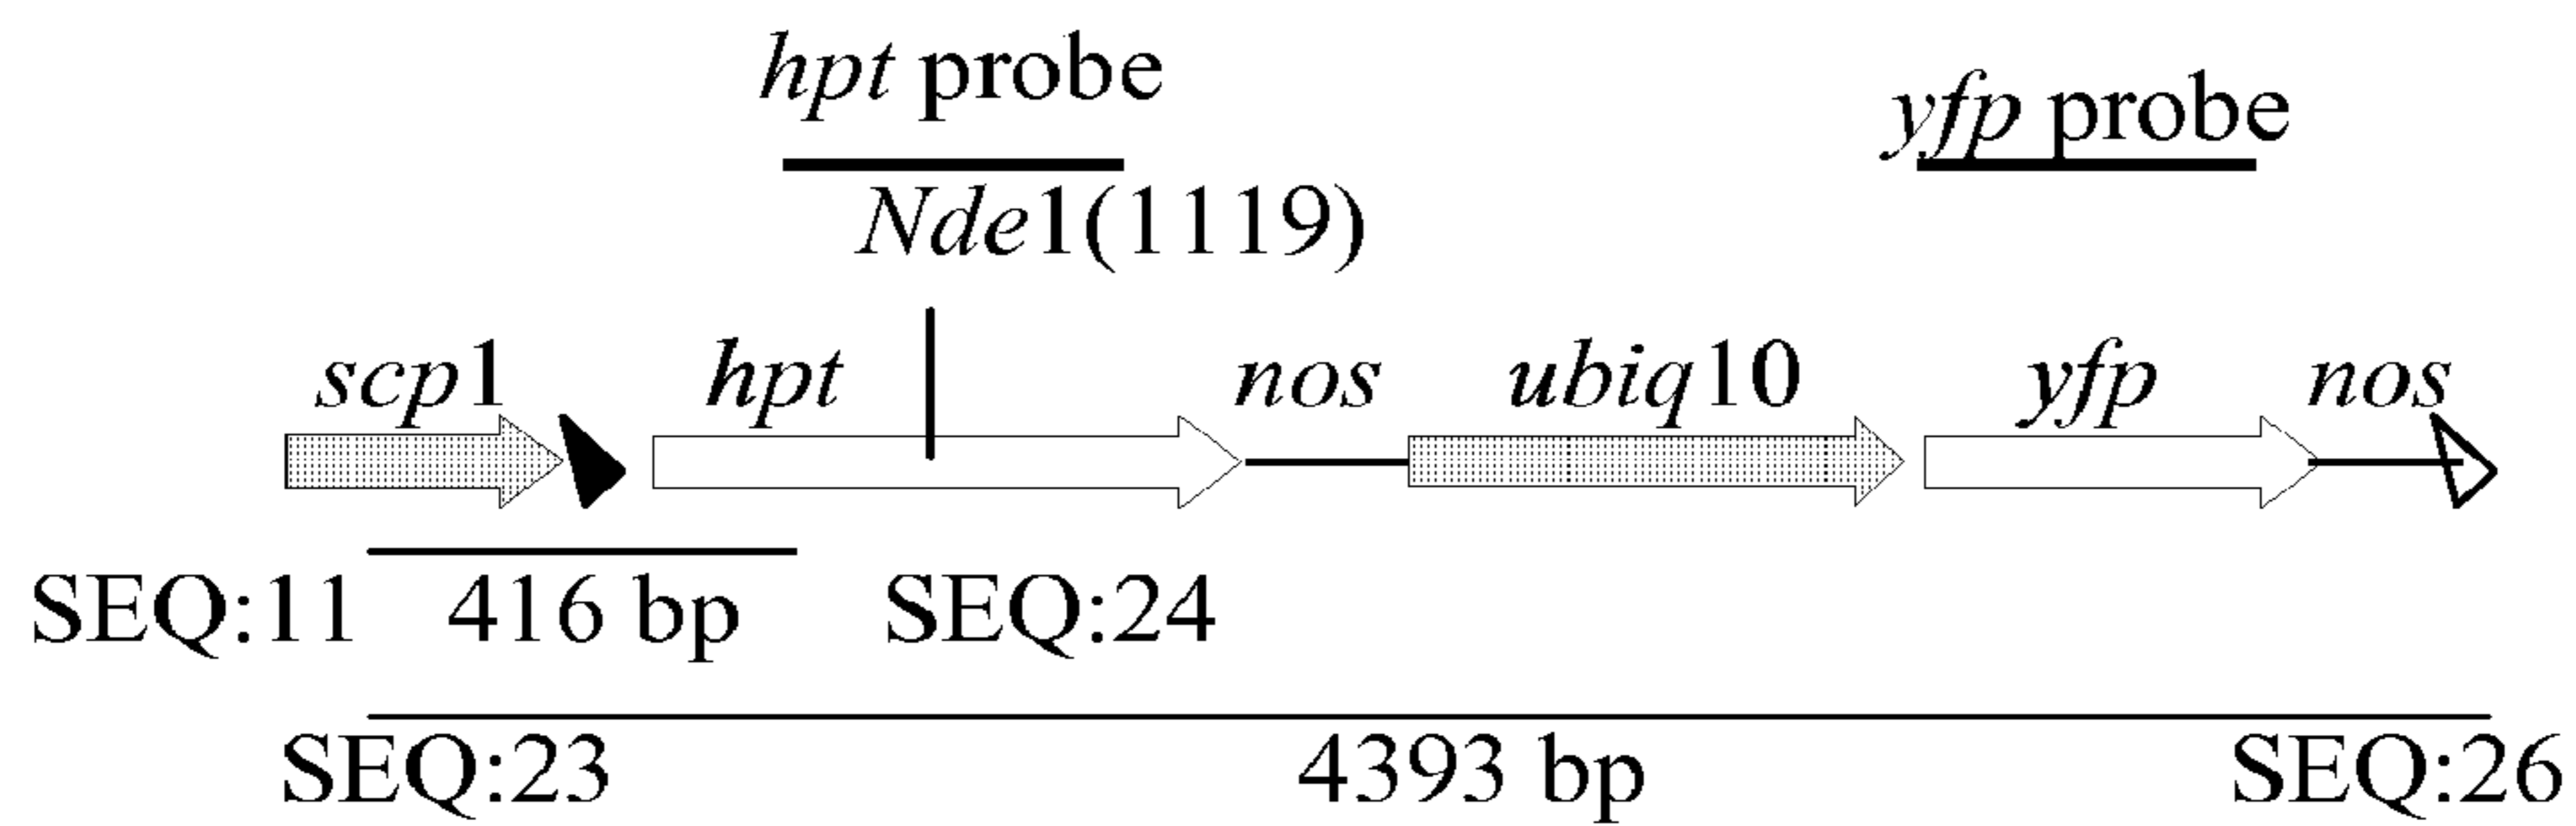 hpt probe
yfp probe
Nde1(1119)
scp1 hpt nos ubiq10 yfp nos
SEQ:11 416 bp SEQ:24
SEQ:23 4393 bp SEQ:26